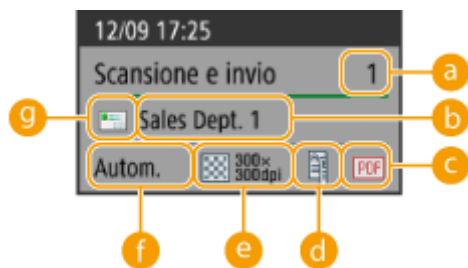 12/09 17:25
Scansione e invio 1 a
g Sales Dept. 1 b
Autom. 300× 300dpi PDF c
f e d